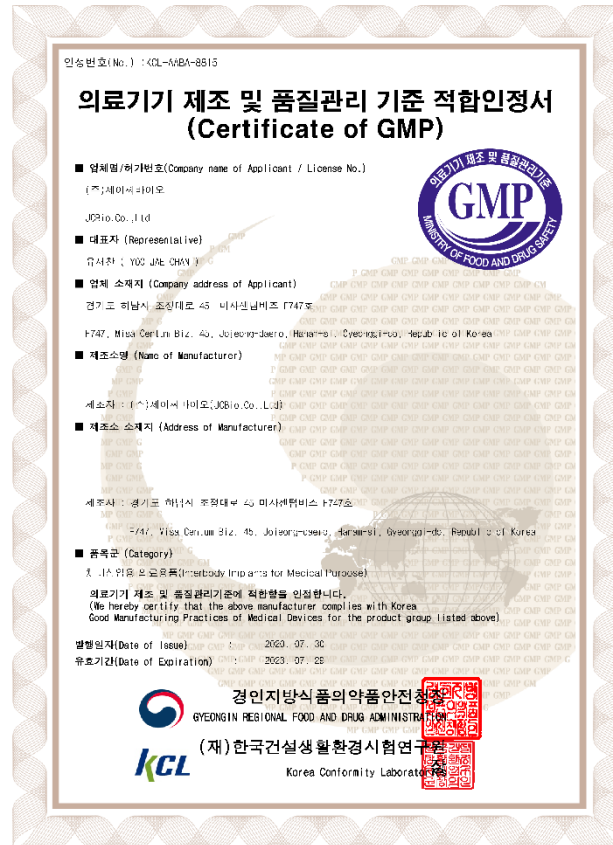 인정번호(No.) :KCL-AABA-8815
의료기기 제조 및 품질관리 기준 적합인정서
(Certificate of GMP)
의료기기 제조 및 품질관리기준
GMP
MINISTRY OF FOOD AND DRUG SAFETY
■ 업체명/허가번호(Company name of Applicant / License No.)
(주)제이씨바이오
JCBio.Co.,Ltd
■ 대표자 (Representative)
( YOO JAE CHAN )
■ 업체 소재지 (Company address of Applicant)
경기도 하남시 조정대로 45 미사센텀비즈 F747호
F747, Misa Centum Biz. 45, Jojeong-daero, Hanam-si, Gyeonggi-do, Republic of Korea
■ 제조소명 (Name of Manufacturer)
제조자 : (주)제이씨바이오(JCBio.Co.,Ltd)
■ 제조소 소재지 (Address of Manufacturer)
제조자 : 경기도 하남시 조정대로 45 미사센텀비즈 F747호
F747, Misa Centum Biz. 45, Jojeong-daero, Hanam-si, Gyeonggi-do, Republic of Korea
■ 품목군 (Category)
의료용품(Interbody Implants for Medical Purpose)
의료기기 제조 및 품질관리기준에 적합함을 인정합니다.
(We hereby certify that the above manufacturer complies with Korea
Good Manufacturing Practices of Medical Devices for the product group listed above)
발행일자(Date of Issue) : 2020. 07. 30
유효기간(Date of Expiration) : 2023. 07. 29
경인지방식품의약품안전청장
GYEONGIN REGIONAL FOOD AND DRUG ADMINISTRATION
(재)한국건설생활환경시험연구원장
KCL
Korea Conformity Laboratories